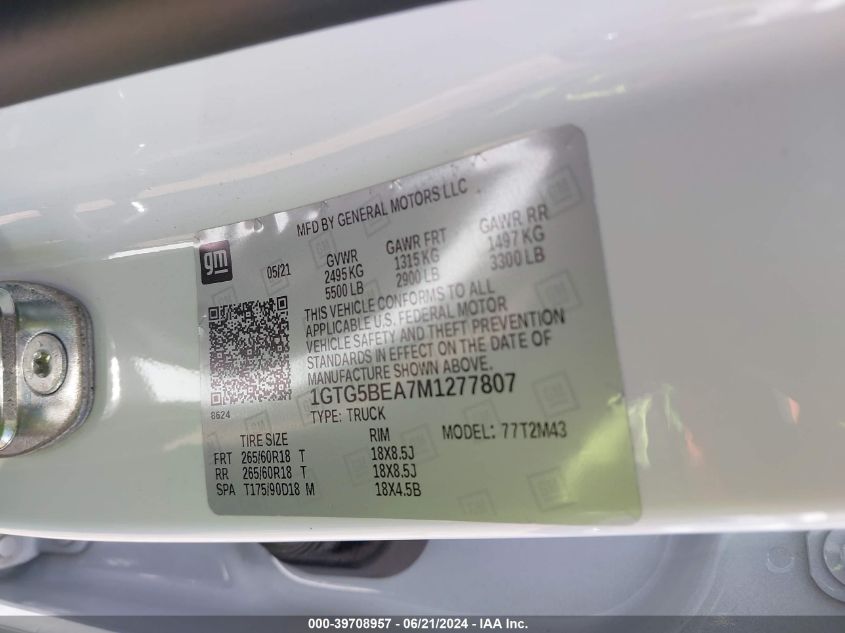 MFD BY GENERAL MOTORS LLC
gm
05/21
GVWR GAWR FRT GAWR RR
2495 KG 1315 KG 1497 KG
5500 LB 2900 LB 3300 LB
THIS VEHICLE CONFORMS TO ALL
APPLICABLE U.S. FEDERAL MOTOR
VEHICLE SAFETY AND THEFT PREVENTION
STANDARDS IN EFFECT ON THE DATE OF
MANUFACTURE SHOWN ABOVE.
8624
1GTG5BEA7M1277807
TYPE: TRUCK
MODEL: 77T2M43
TIRE SIZE RIM
FRT 265/60R18 T 18X8.5J
RR 265/60R18 T 18X8.5J
SPA T175/90D18 M 18X4.5B
000-39708957 / 06/21/2024 - IAA Inc.